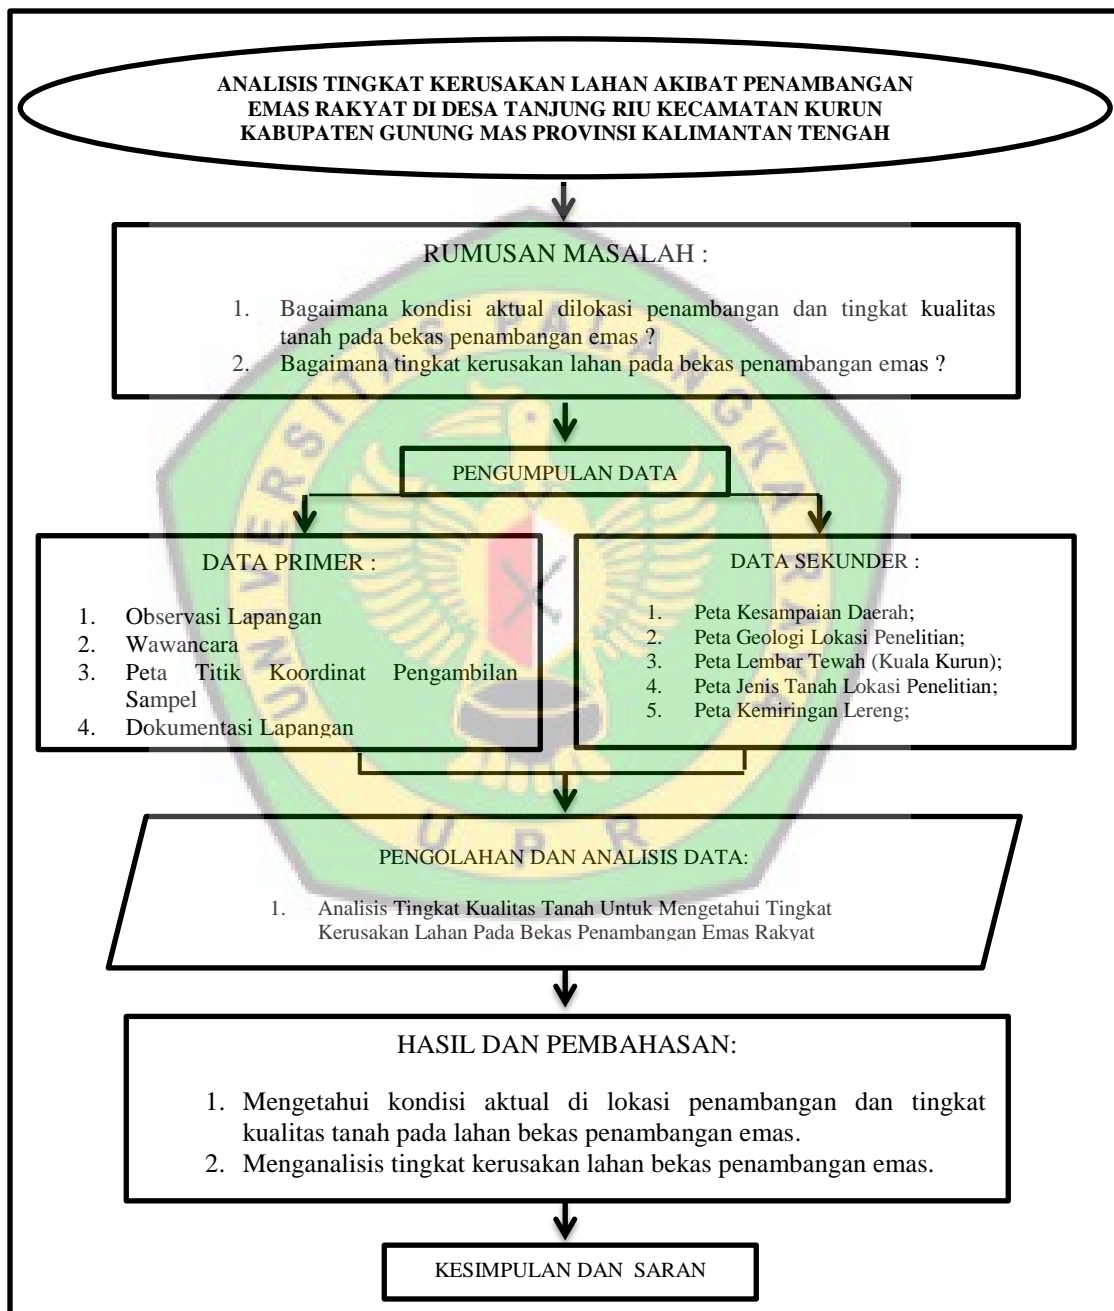 ANALISIS TINGKAT KERUSAKAN LAHAN AKIBAT PENAMBANGAN
EMAS RAKYAT DI DESA TANJUNG RIU KECAMATAN KURUN
KABUPATEN GUNUNG MAS PROVINSI KALIMANTAN TENGAH
RUMUSAN MASALAH :
1. Bagaimana kondisi aktual dilokasi penambangan dan tingkat kualitas
tanah pada bekas penambangan emas ?
2. Bagaimana tingkat kerusakan lahan pada bekas penambangan emas ?
PENGUMPULAN DATA
DATA PRIMER :
1. Observasi Lapangan
2. Wawancara
3. Peta Titik Koordinat Pengambilan
Sampel
4. Dokumentasi Lapangan
DATA SEKUNDER :
1. Peta Kesampaian Daerah;
2. Peta Geologi Lokasi Penelitian;
3. Peta Lembar Tewah (Kuala Kurun);
4. Peta Jenis Tanah Lokasi Penelitian;
5. Peta Kemiringan Lereng;
PENGOLAHAN DAN ANALISIS DATA:
1. Analisis Tingkat Kualitas Tanah Untuk Mengetahui Tingkat
Kerusakan Lahan Pada Bekas Penambangan Emas Rakyat
HASIL DAN PEMBAHASAN:
1. Mengetahui kondisi aktual di lokasi penambangan dan tingkat
kualitas tanah pada lahan bekas penambangan emas.
2. Menganalisis tingkat kerusakan lahan bekas penambangan emas.
KESIMPULAN DAN SARAN
UNIVERSITAS PALANGKA RAYA
UPR